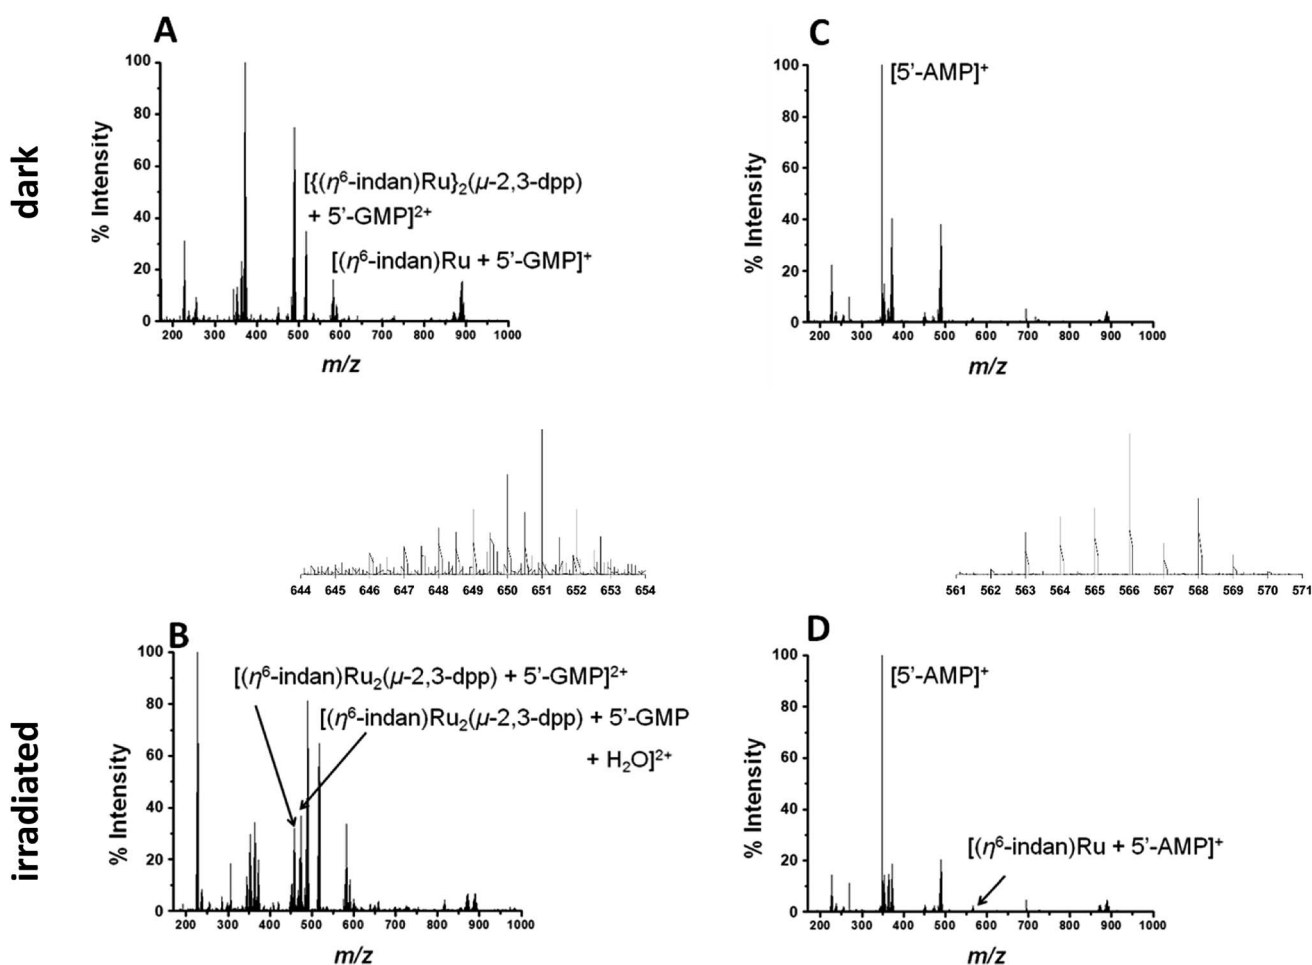 A
dark
100
80
60
40
20
0
% Intensity
[{(η⁶-indan)Ru}₂(μ-2,3-dpp)
+ 5'-GMP]²⁺
[(η⁶-indan)Ru + 5'-GMP]⁺
200 300 400 500 600 700 800 900 1000
m/z
C
100
80
60
40
20
0
% Intensity
[5'-AMP]⁺
200 300 400 500 600 700 800 900 1000
m/z
644 645 646 647 648 649 650 651 652 653 654
561 562 563 564 565 566 567 568 569 570 571
B
irradiated
100
80
60
40
20
0
% Intensity
[(η⁶-indan)Ru₂(μ-2,3-dpp) + 5'-GMP]²⁺
[(η⁶-indan)Ru₂(μ-2,3-dpp) + 5'-GMP
+ H₂O]²⁺
200 300 400 500 600 700 800 900 1000
m/z
D
100
80
60
40
20
0
% Intensity
[5'-AMP]⁺
[(η⁶-indan)Ru + 5'-AMP]⁺
200 300 400 500 600 700 800 900 1000
m/z